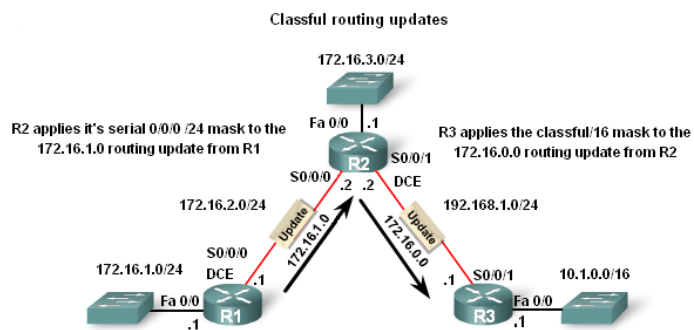 Classful routing updates
172.16.3.0/24
Fa 0/0 .1
R2 applies it's serial 0/0/0 /24 mask to the
172.16.1.0 routing update from R1
R3 applies the classful/16 mask to the
172.16.0.0 routing update from R2
R2
S0/0/0
S0/0/1
.2 .2
DCE
172.16.2.0/24
192.168.1.0/24
Update
172.16.1.0
Update
172.16.0.0
S0/0/0
DCE
.1
172.16.1.0/24
Fa 0/0
.1
R1
.1
S0/0/1
10.1.0.0/16
R3
Fa 0/0
.1